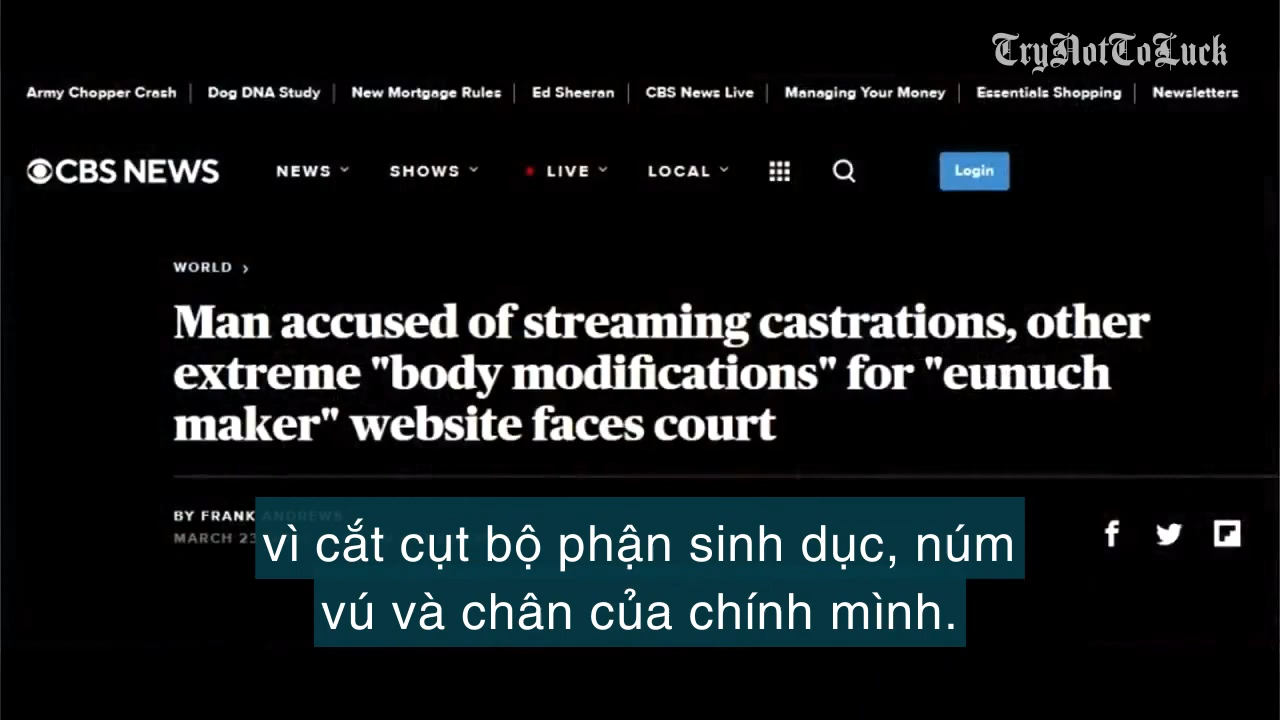 TryNotToLuck
Army Chopper Crash | Dog DNA Study | New Mortgage Rules | Ed Sheeran | CBS News Live | Managing Your Money | Essentials Shopping | Newsletters
CBS NEWS NEWS SHOWS LIVE LOCAL Login
WORLD >
Man accused of streaming castrations, other
extreme "body modifications" for "eunuch
maker" website faces court
BY FRANK ANDREWS
MARCH 23
vì cắt cụt bộ phận sinh dục, núm
vú và chân của chính mình.